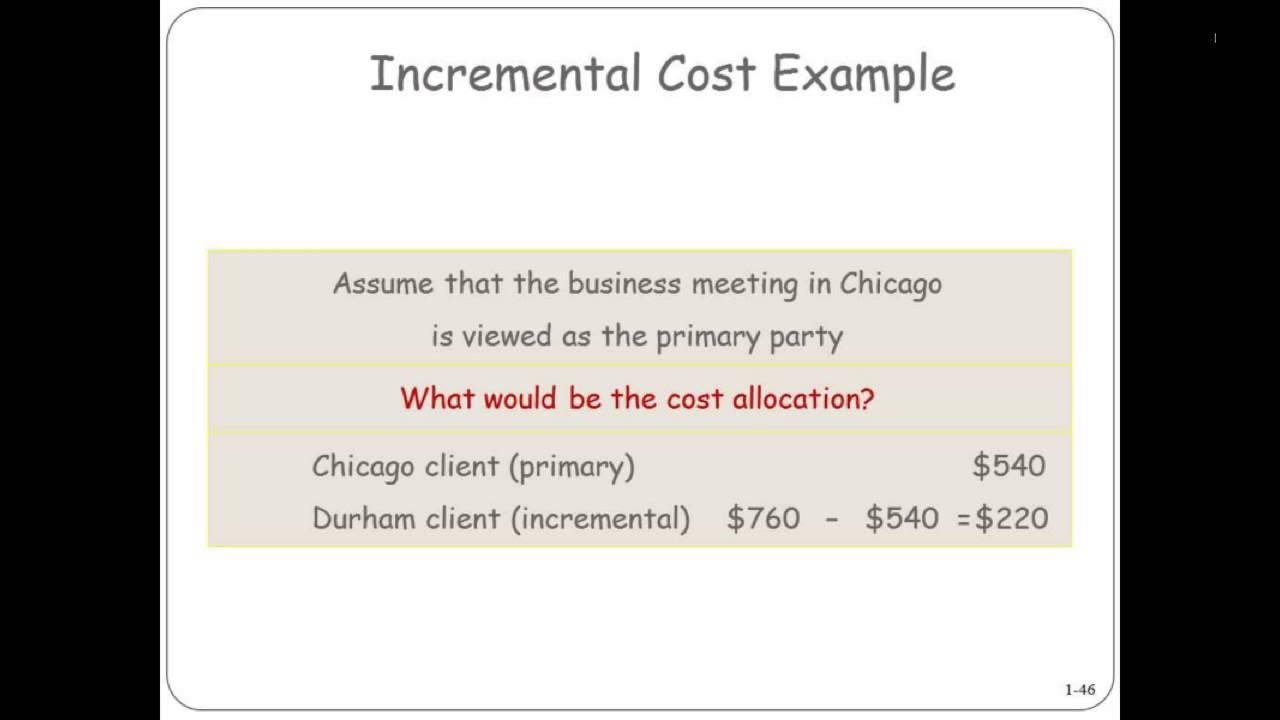 Incremental Cost Example
Assume that the business meeting in Chicago
is viewed as the primary party
What would be the cost allocation?
Chicago client (primary) $540
Durham client (incremental) $760 - $540 =$220
1-46